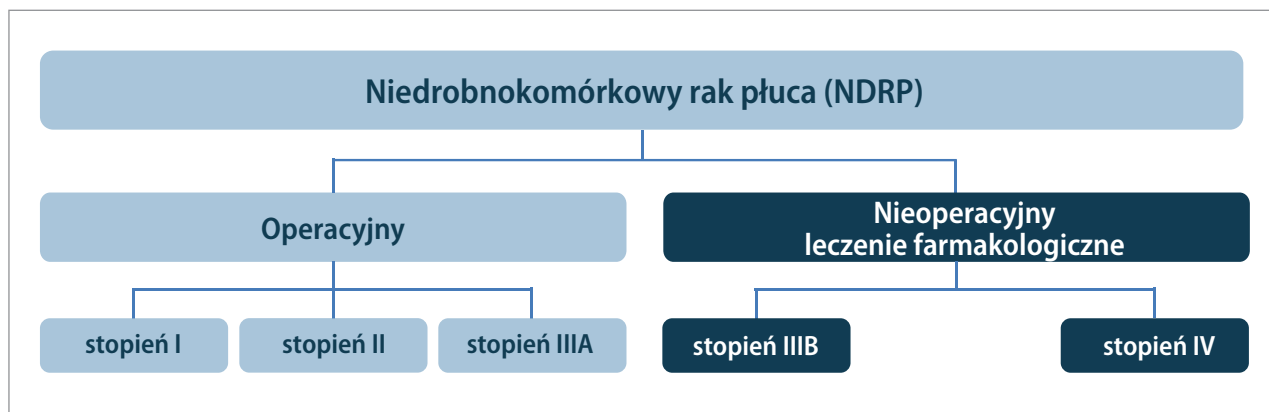 Niedrobnokomórkowy rak płuca (NDRP)
Operacyjny
Nieoperacyjny
leczenie farmakologiczne
stopień I
stopień II
stopień IIIA
stopień IIIB
stopień IV